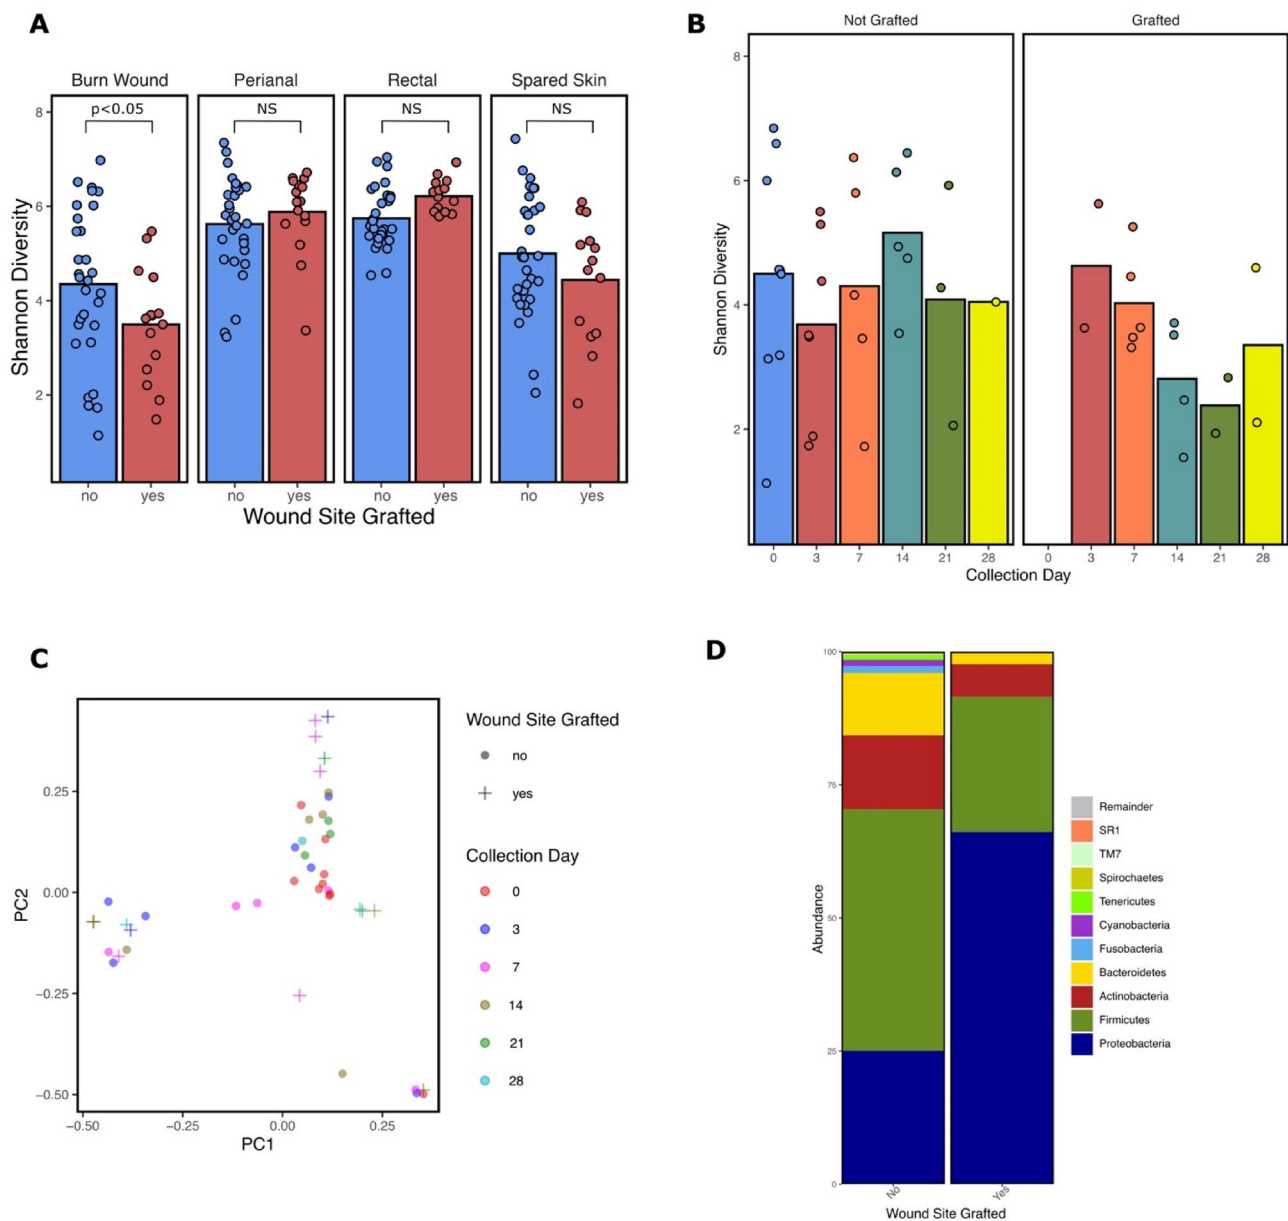 A
Burn Wound Perianal Rectal Spared Skin
p<0.05 NS NS NS
8
6
4
2
Shannon Diversity
no yes no yes no yes no yes
Wound Site Grafted
B
Not Grafted Grafted
8
6
4
2
Shannon Diversity
0 3 7 14 21 28 0 3 7 14 21 28
Collection Day
C
0.25
0.00
−0.25
−0.50
PC2
−0.50 −0.25 0.00 0.25
PC1
Wound Site Grafted
no
yes
Collection Day
0
3
7
14
21
28
D
100
75
50
25
0
Abundance
No Yes
Wound Site Grafted
Remainder
SR1
TM7
Spirochaetes
Tenericutes
Cyanobacteria
Fusobacteria
Bacteroidetes
Actinobacteria
Firmicutes
Proteobacteria